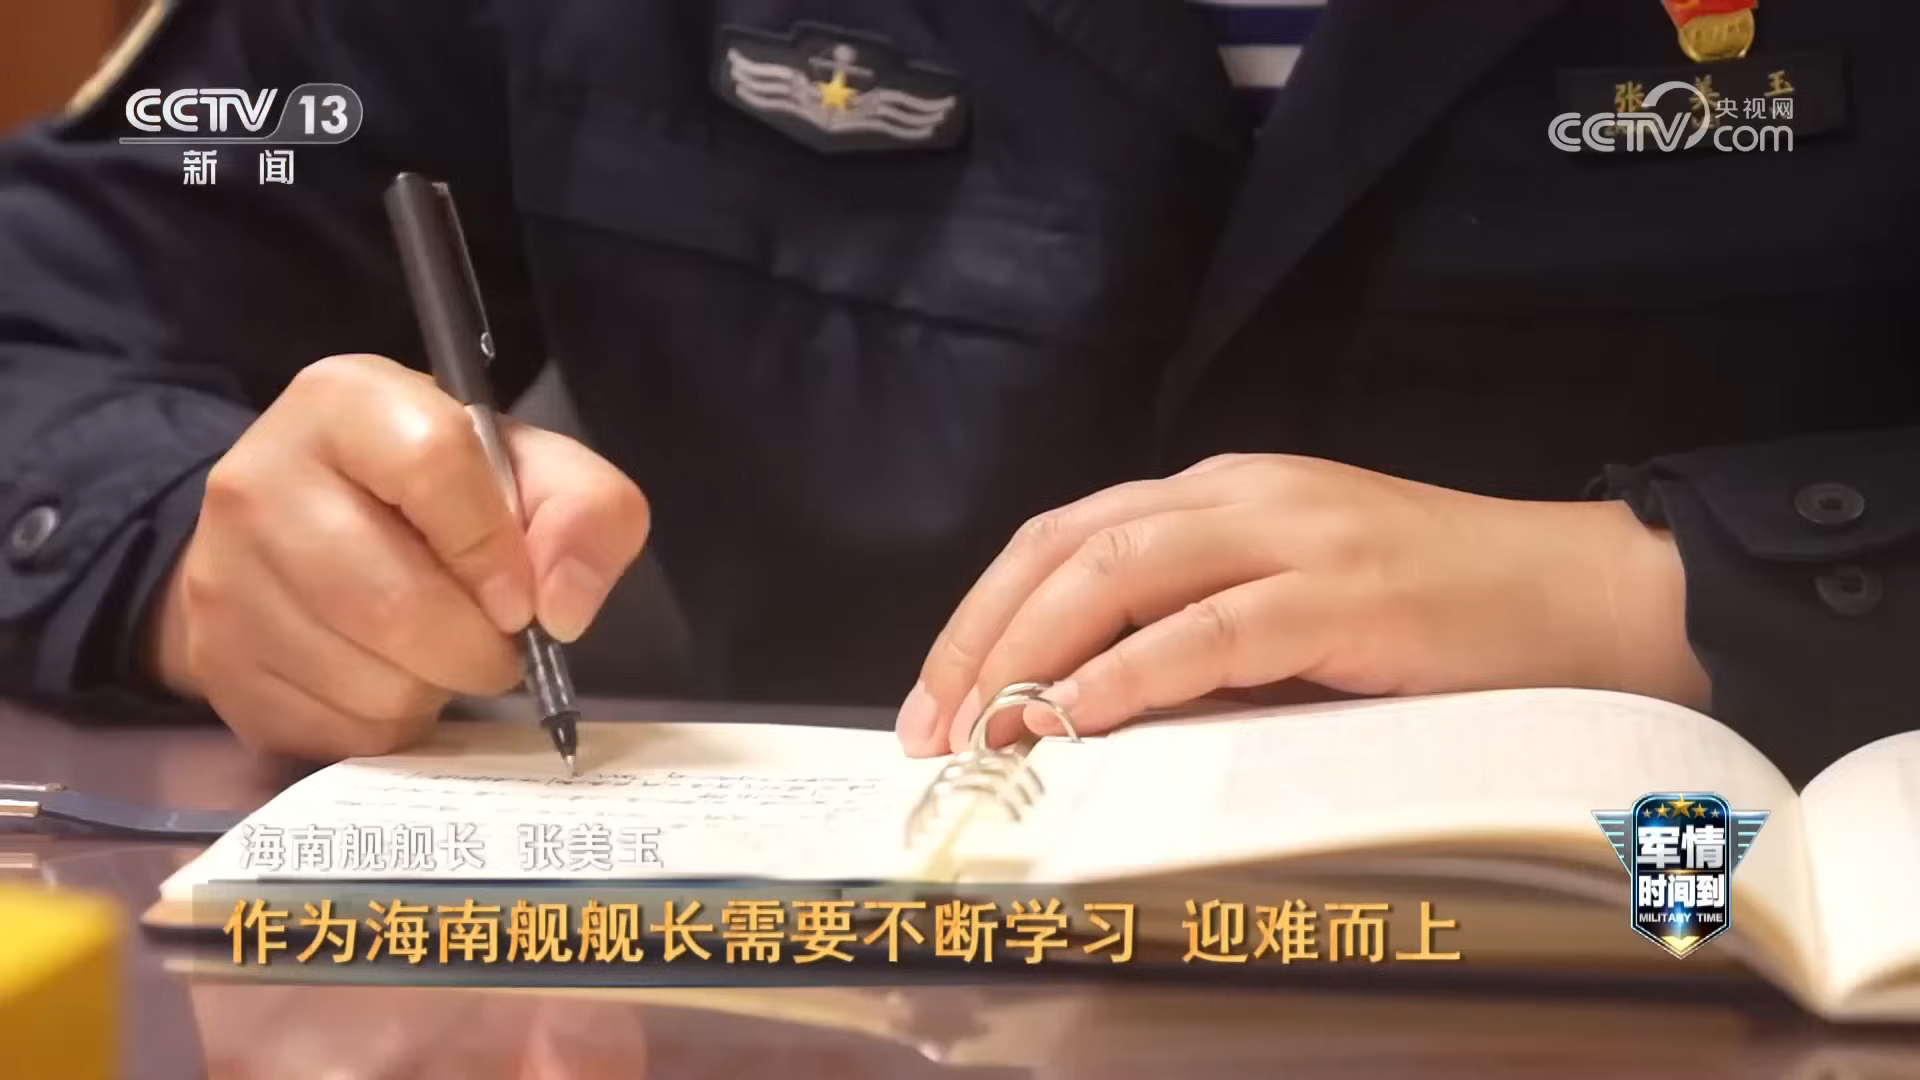 CCTV 13
新闻
张美玉
央视网
CCTV.com
海南舰舰长 张美玉
作为海南舰舰长需要不断学习 迎难而上
军情
时间到
MILITARY TIME